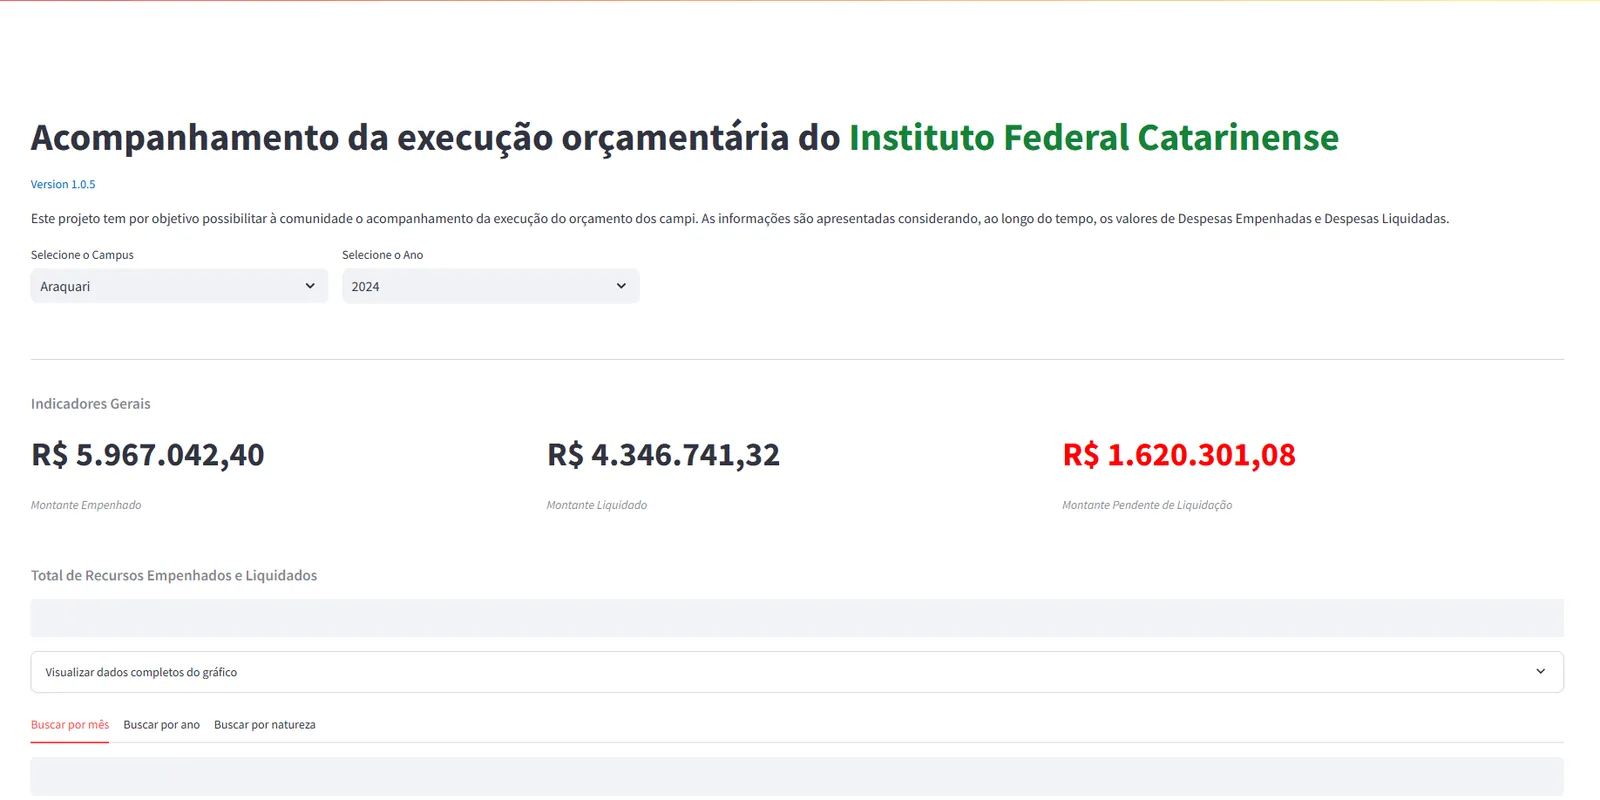 Acompanhamento da execução orçamentária do Instituto Federal Catarinense
Version 1.0.5
Este projeto tem por objetivo possibilitar à comunidade o acompanhamento da execução do orçamento dos campi. As informações são apresentadas considerando, ao longo do tempo, os valores de Despesas Empenhadas e Despesas Liquidadas.
Selecione o Campus Selecione o Ano
Araquari 2024
Indicadores Gerais
R$ 5.967.042,40 R$ 4.346.741,32 R$ 1.620.301,08
Montante Empenhado Montante Liquidado Montante Pendente de Liquidação
Total de Recursos Empenhados e Liquidados
Visualizar dados completos do gráfico
Buscar por mês Buscar por ano Buscar por natureza